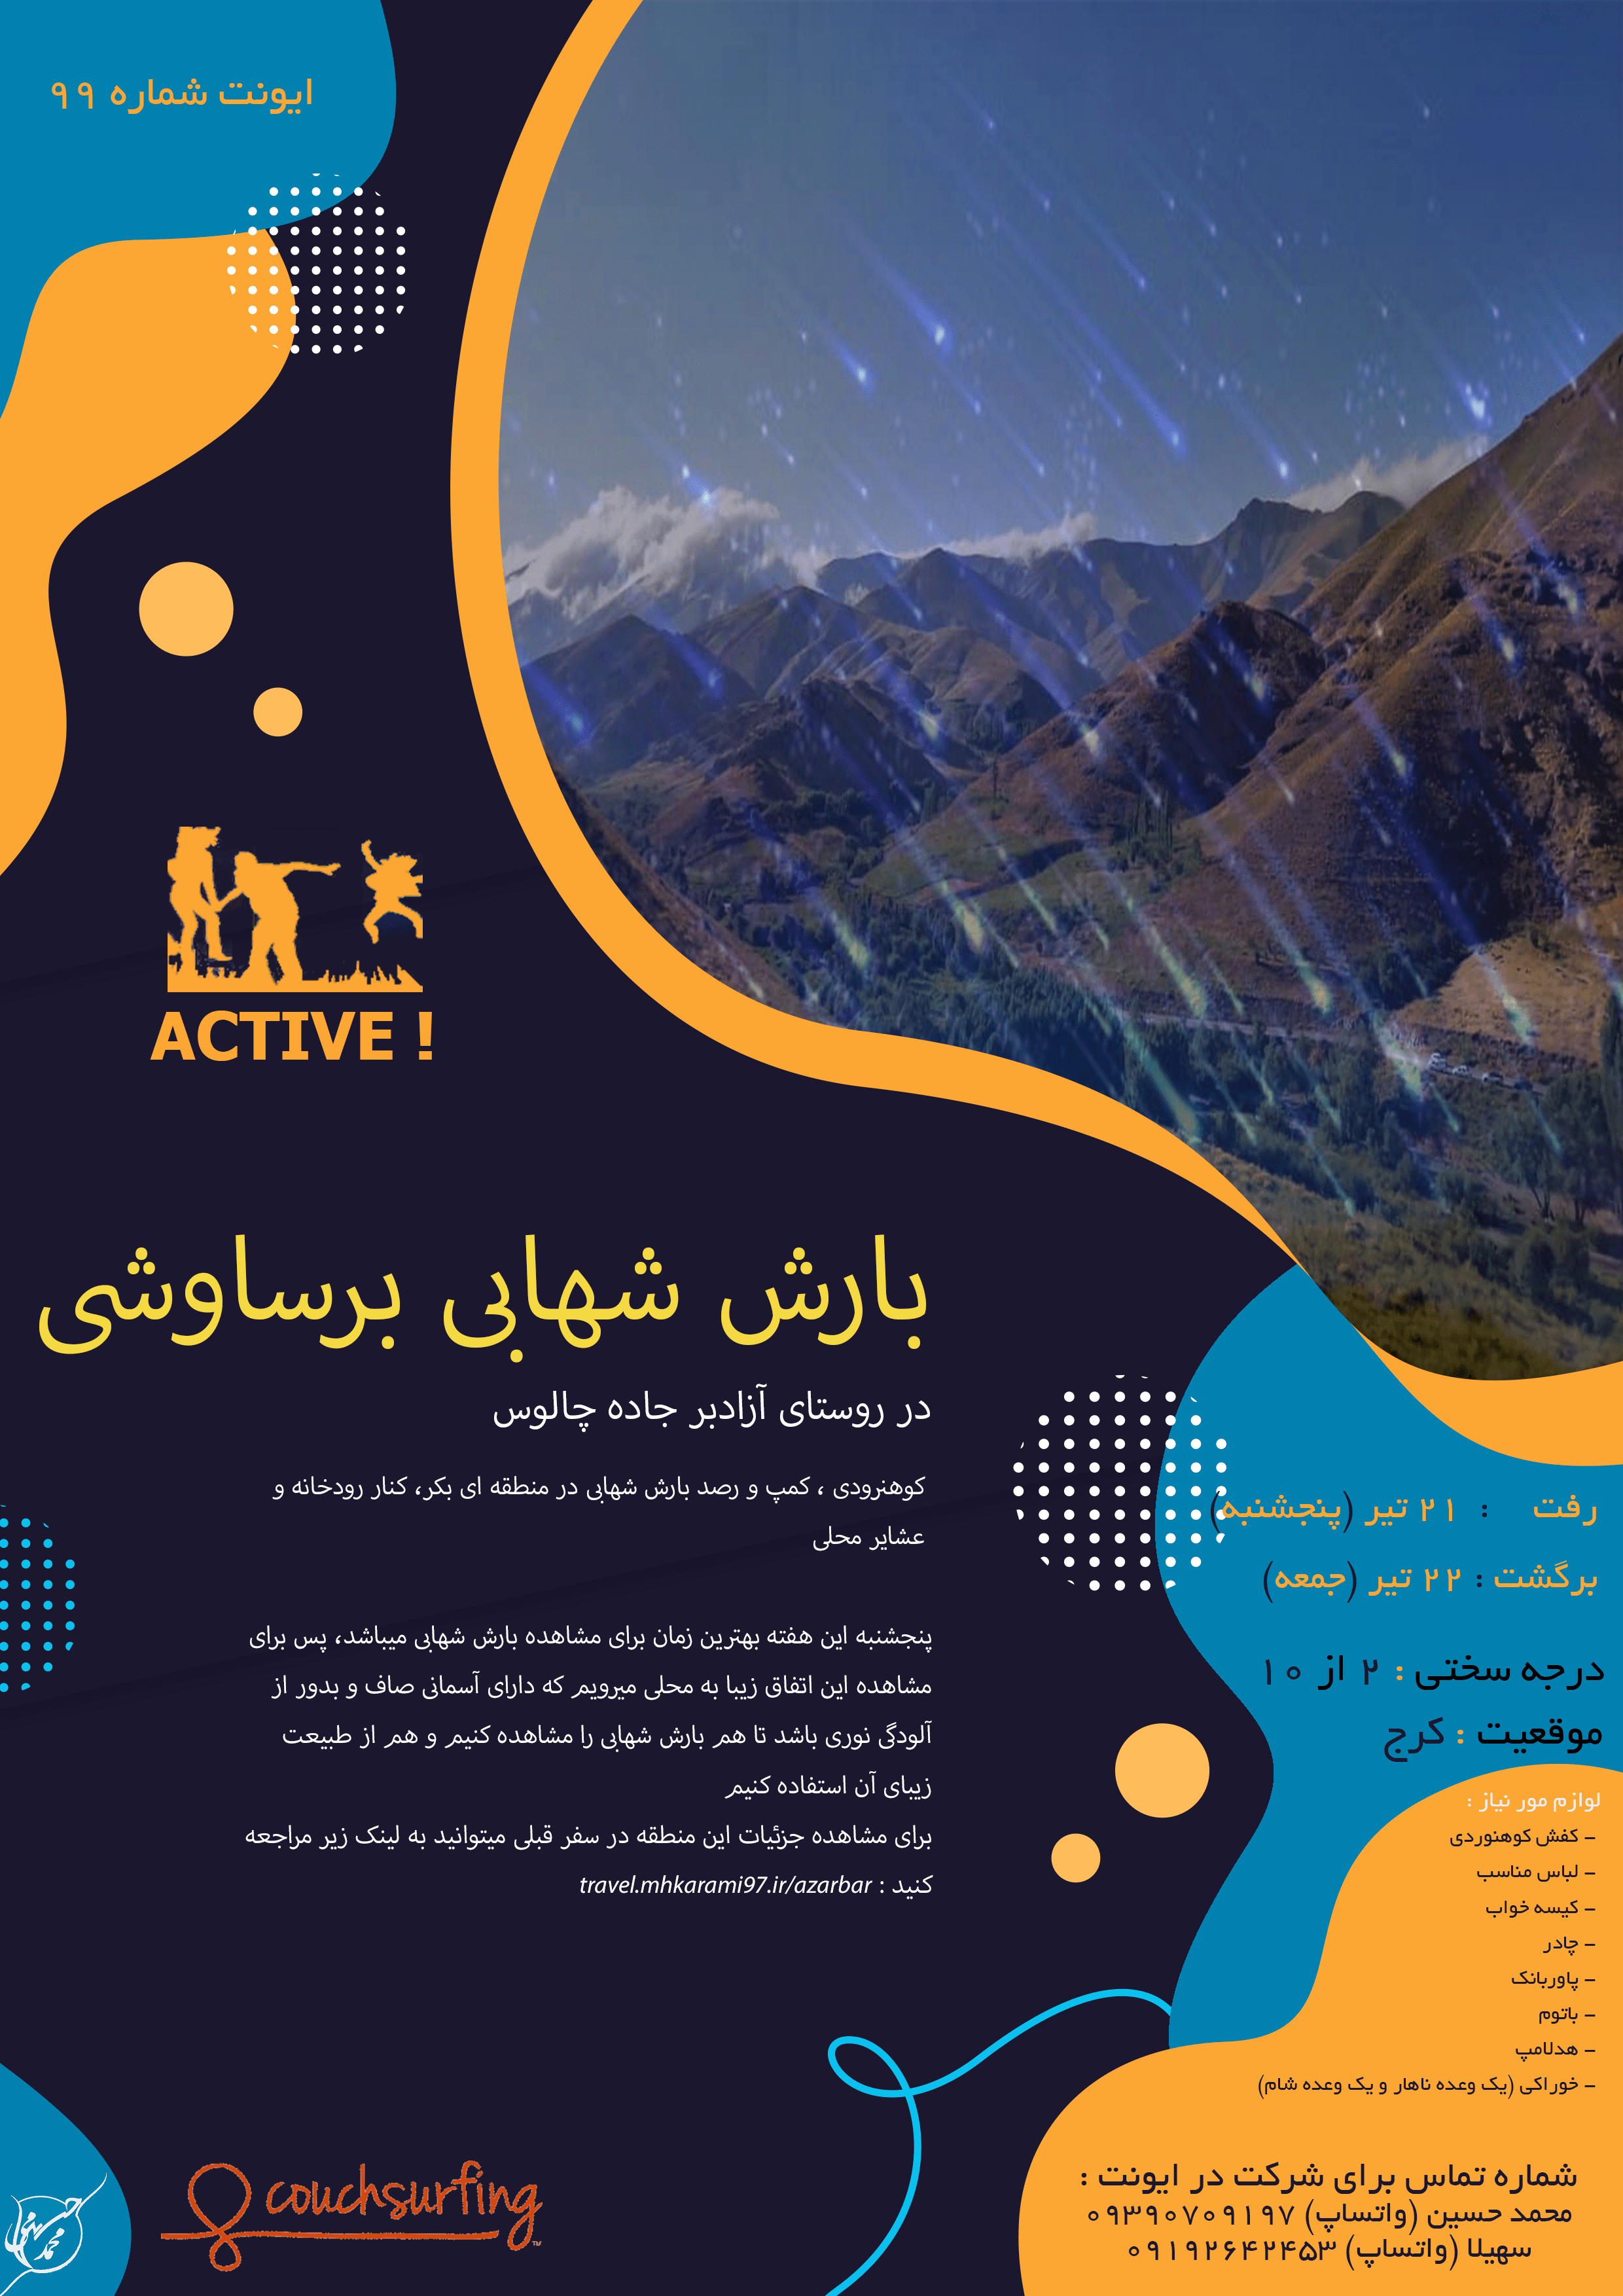 ایونت شماره ۹۹
ACTIVE !
بارش شهابی برساوشی
در روستای آزادبر جاده چالوس
کوهنرودی ، کمپ و رصد بارش شهابی در منطقه ای بکر، کنار رودخانه و
عشایر محلی
پنجشنبه این هفته بهترین زمان برای مشاهده بارش شهابی میباشد، پس برای
مشاهده این اتفاق زیبا به محلی میرویم که دارای آسمانی صاف و بدور از
آلودگی نوری باشد تا هم بارش شهابی را مشاهده کنیم و هم از طبیعت
زیبای آن استفاده کنیم
برای مشاهده جزئیات این منطقه در سفر قبلی میتوانید به لینک زیر مراجعه
کنید : travel.mhkarami97.ir/azarbar
رفت : ۲۱ تیر (پنجشنبه)
برگشت : ۲۲ تیر (جمعه)
درجه سختی : ۲ از ۱۰
موقعیت : کرج
لوازم مور نیاز :
- کفش کوهنوردی
- لباس مناسب
- کیسه خواب
- چادر
- پاوربانک
- باتوم
- هدلامپ
- خوراکی (یک وعده ناهار و یک وعده شام)
شماره تماس برای شرکت در ایونت :
محمد حسین (واتساپ) ۰۹۳۹۰۷۰۹۱۹۷
سهیلا (واتساپ) ۰۹۱۹۲۶۴۲۴۵۳
couchsurfing ™